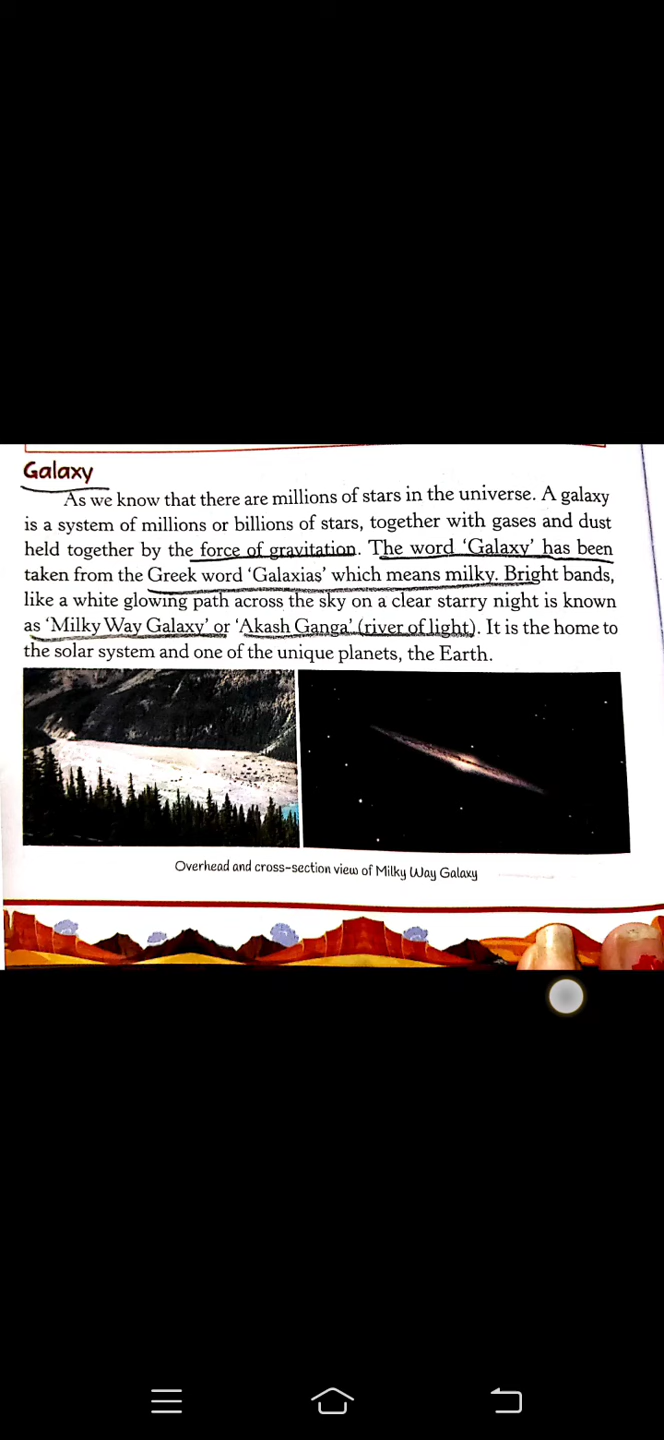 Galaxy
As we know that there are millions of stars in the universe. A galaxy
is a system of millions or billions of stars, together with gases and dust
held together by the force of gravitation. The word ‘Galaxy’ has been
taken from the Greek word ‘Galaxias’ which means milky. Bright bands,
like a white glowing path across the sky on a clear starry night is known
as ‘Milky Way Galaxy’ or ‘Akash Ganga’ (river of light). It is the home to
the solar system and one of the unique planets, the Earth.
Overhead and cross-section view of Milky Way Galaxy